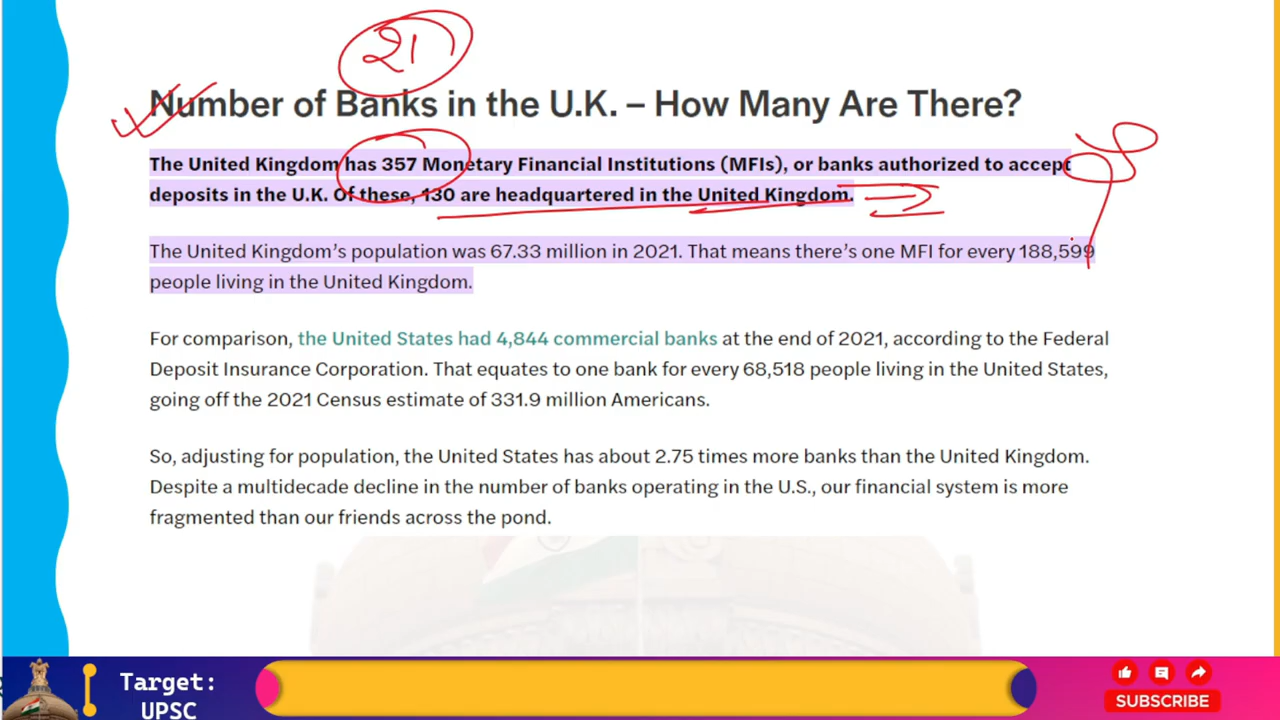 21
Number of Banks in the U.K. – How Many Are There?
The United Kingdom has 357 Monetary Financial Institutions (MFIs), or banks authorized to accept
deposits in the U.K. Of these, 130 are headquartered in the United Kingdom.
The United Kingdom's population was 67.33 million in 2021. That means there's one MFI for every 188,599
people living in the United Kingdom.
For comparison, the United States had 4,844 commercial banks at the end of 2021, according to the Federal
Deposit Insurance Corporation. That equates to one bank for every 68,518 people living in the United States,
going off the 2021 Census estimate of 331.9 million Americans.
So, adjusting for population, the United States has about 2.75 times more banks than the United Kingdom.
Despite a multidecade decline in the number of banks operating in the U.S., our financial system is more
fragmented than our friends across the pond.
Target:
UPSC
SUBSCRIBE